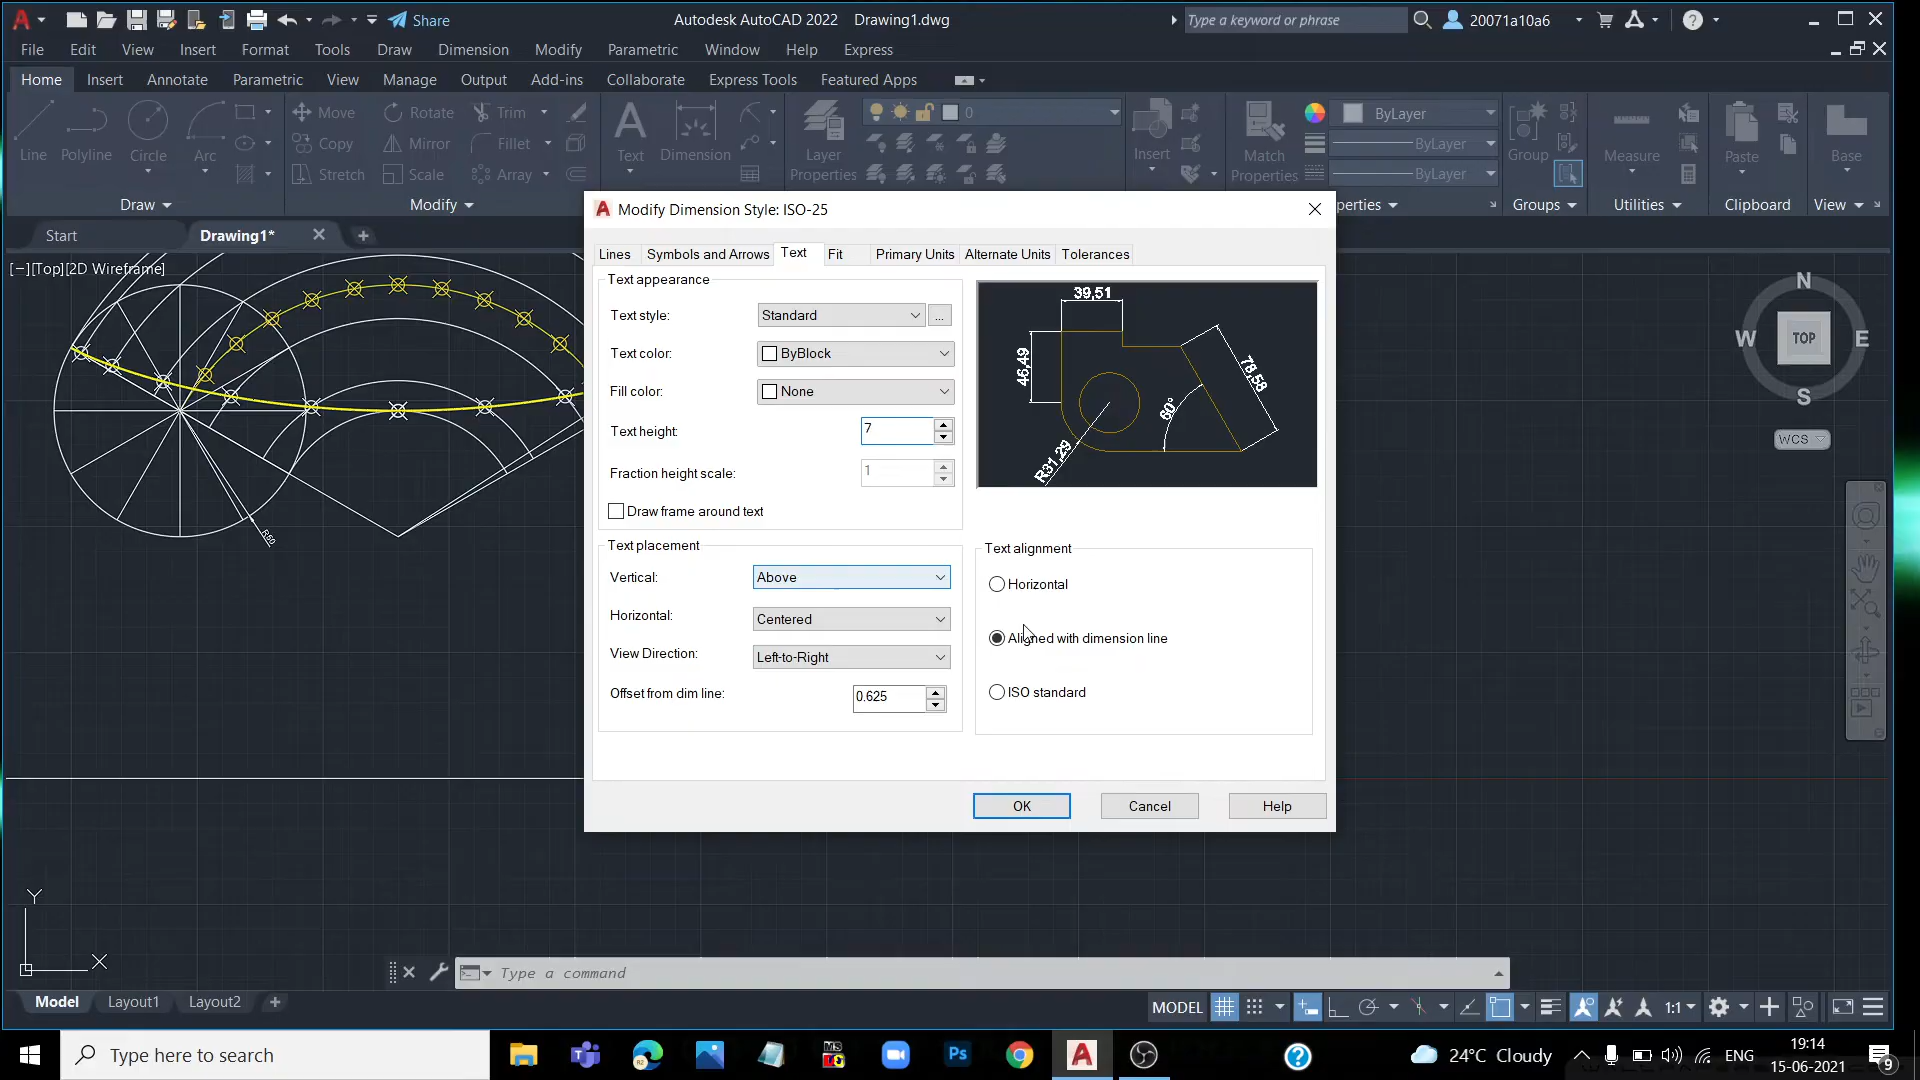 Share
Autodesk AutoCAD 2022 Drawing1.dwg
Type a keyword or phrase
20071a10a6
File Edit View Insert Format Tools Draw Dimension Modify Parametric Window Help Express
Home Insert Annotate Parametric View Manage Output Add-ins Collaborate Express Tools Featured Apps
Line Polyline Circle Arc
Move Rotate Trim
Copy Mirror Fillet
Stretch Scale Array
Text Dimension
Layer Properties
0
Insert
Match Properties
ByLayer
ByLayer
ByLayer
Group
Measure
Paste
Base
Draw Modify perties Groups Utilities Clipboard View
Start Drawing1*
[−][Top][2D Wireframe]
R50
Modify Dimension Style: ISO-25
Lines Symbols and Arrows Text Fit Primary Units Alternate Units Tolerances
Text appearance
Text style: Standard ...
Text color: ByBlock
Fill color: None
Text height: 7
Fraction height scale: 1
Draw frame around text
39,51
46,49
78,58
60°
R31,29
Text placement
Vertical: Above
Horizontal: Centered
View Direction: Left-to-Right
Offset from dim line: 0.625
Text alignment
Horizontal
Aligned with dimension line
ISO standard
OK Cancel Help
N
W TOP E
S
WCS
Y
X
Type a command
Model Layout1 Layout2
MODEL 1:1
Type here to search
Ps
24°C Cloudy
ENG
19:14
15-06-2021
9